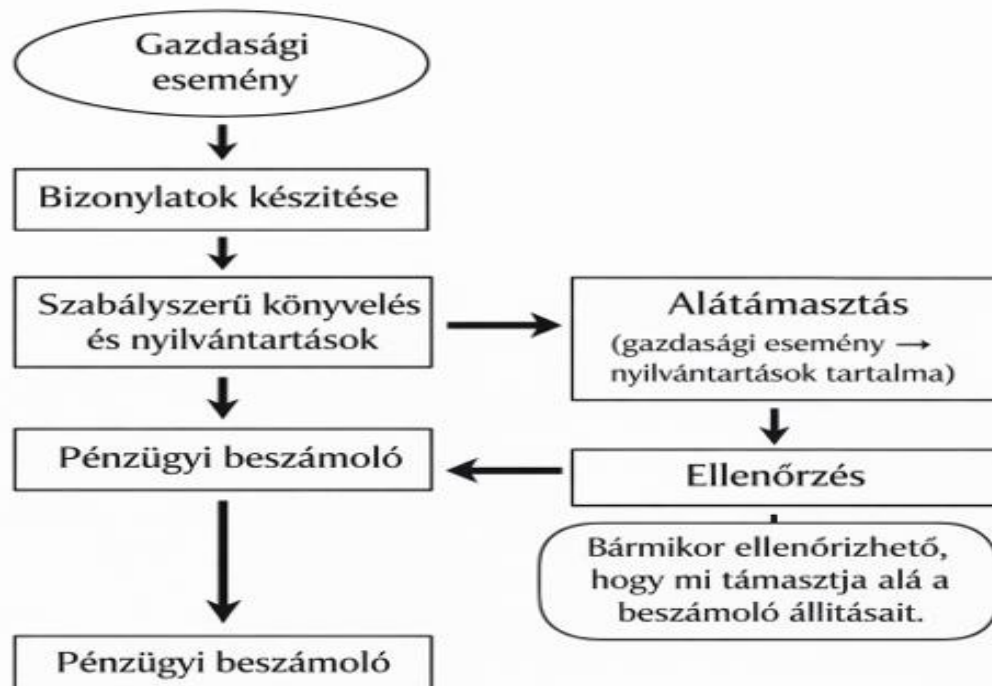 Gazdasági
esemény
Bizonylatok készitése
Szabályszerű könyvelés
és nyilvántartások
Alátámasztás
(gazdasági esemény →
nyilvántartások tartalma)
Pénzügyi beszámoló
Ellenőrzés
Bármikor ellenőrizhető,
hogy mi támasztja alá a
beszámoló állitásait.
Pénzügyi beszámoló